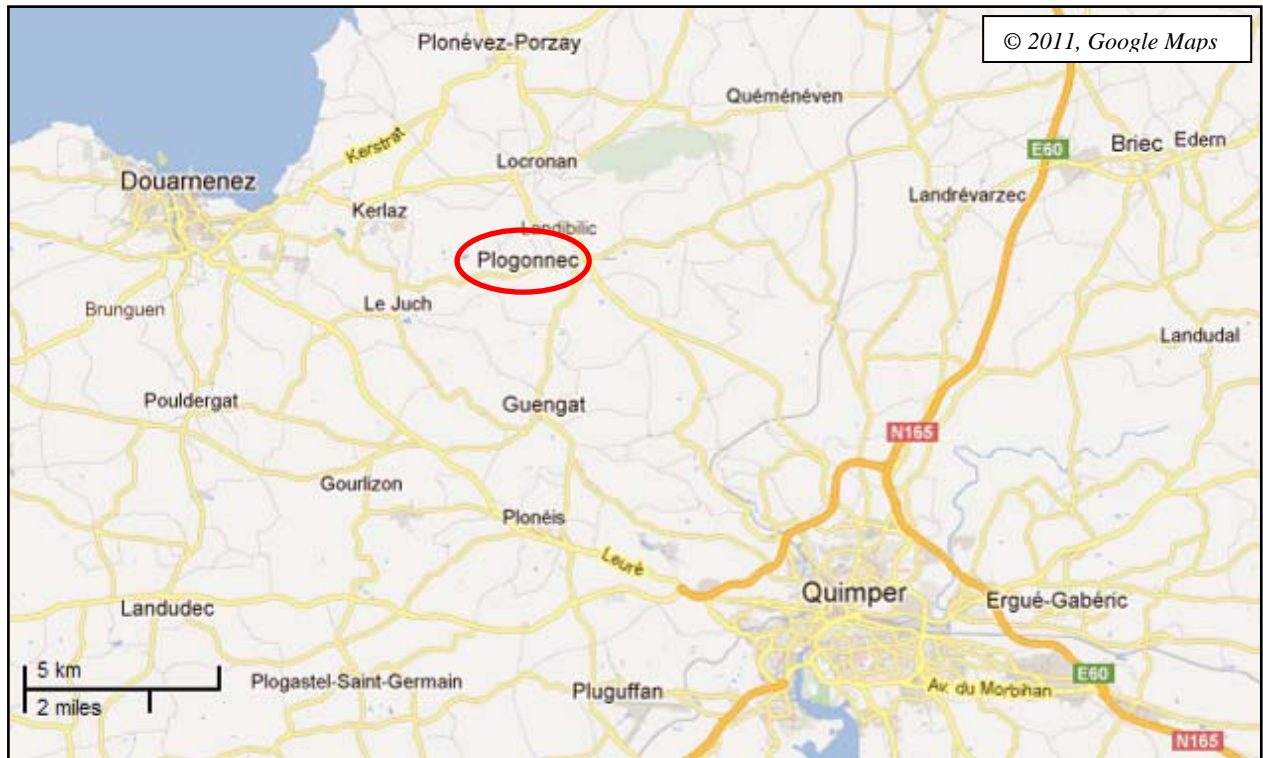 © 2011, Google Maps
Plonévez-Porzay
Quéménéven
Kerstrat
Locronan
E60
Briec
Edern
Douarnenez
Kerlaz
Landrévarzec
Landibilic
Plogonnec
Le Juch
Brunguen
Landudal
Pouldergat
Guengat
N165
Gourlizon
Plonéis
Leuré
Quimper
Ergué-Gabéric
Landudec
5 km
2 miles
Plogastel-Saint-Germain
Pluguffan
Av. du Morbihan
E60
N165